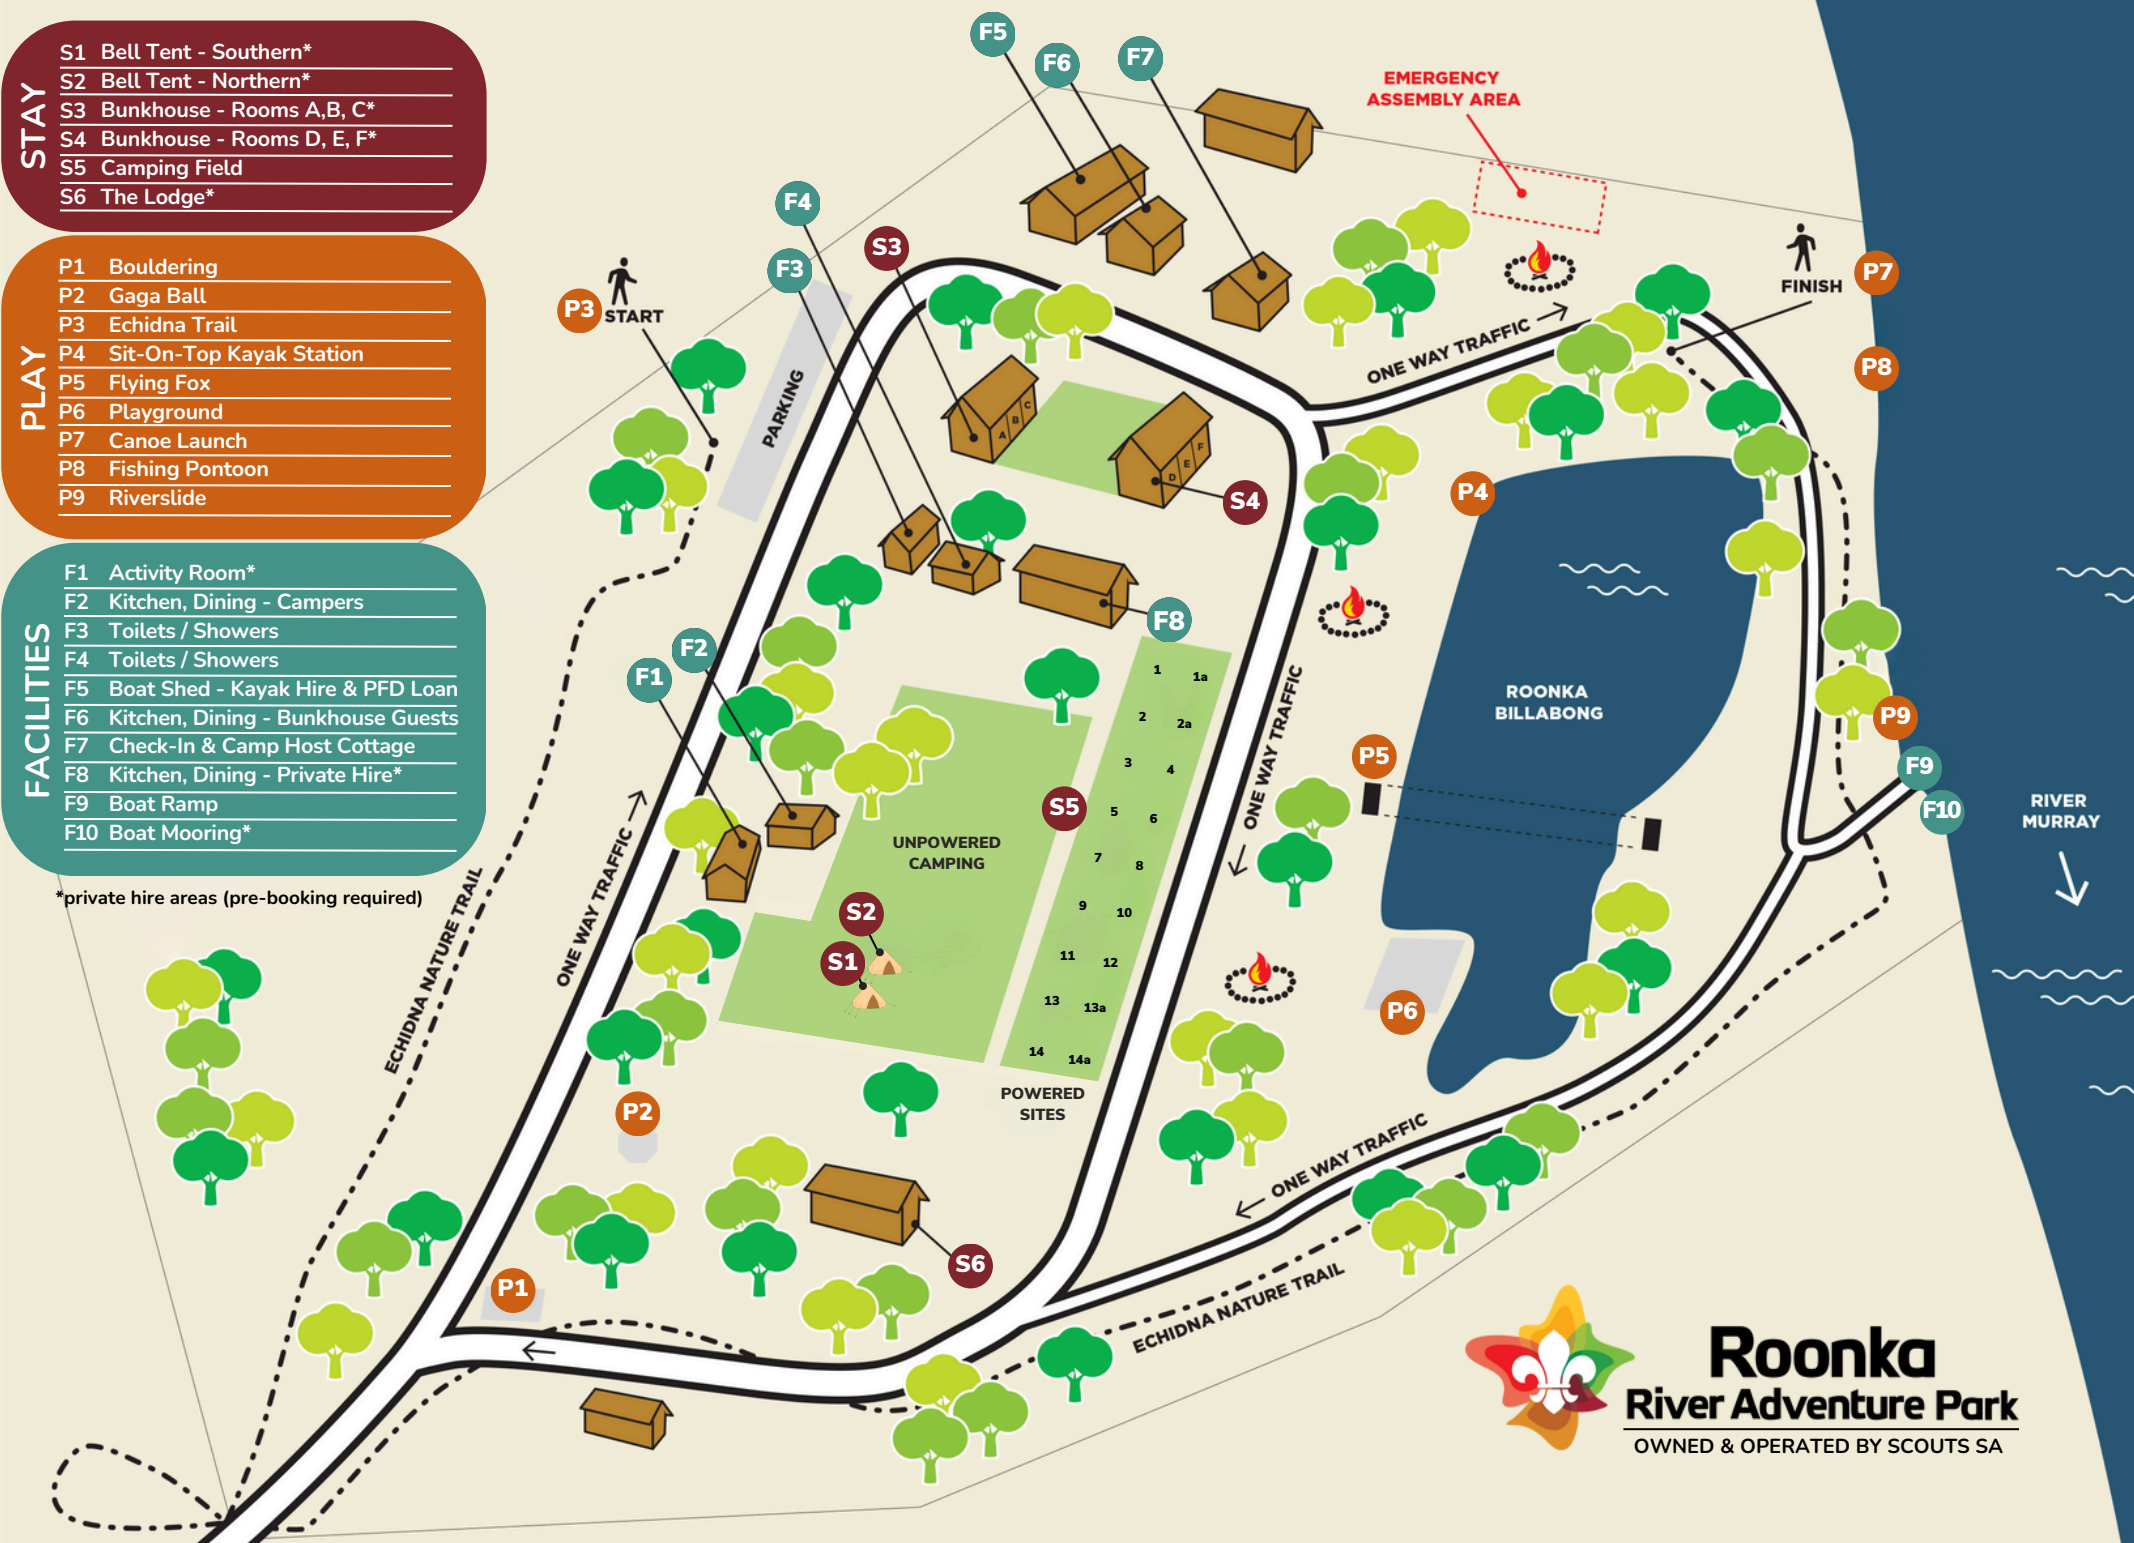 STAY
S1 Bell Tent - Southern*
S2 Bell Tent - Northern*
S3 Bunkhouse - Rooms A,B, C*
S4 Bunkhouse - Rooms D, E, F*
S5 Camping Field
S6 The Lodge*
PLAY
P1 Bouldering
P2 Gaga Ball
P3 Echidna Trail
P4 Sit-On-Top Kayak Station
P5 Flying Fox
P6 Playground
P7 Canoe Launch
P8 Fishing Pontoon
P9 Riverslide
FACILITIES
F1 Activity Room*
F2 Kitchen, Dining - Campers
F3 Toilets / Showers
F4 Toilets / Showers
F5 Boat Shed - Kayak Hire & PFD Loan
F6 Kitchen, Dining - Bunkhouse Guests
F7 Check-In & Camp Host Cottage
F8 Kitchen, Dining - Private Hire*
F9 Boat Ramp
F10 Boat Mooring*
*private hire areas (pre-booking required)
F5
F6
F7
EMERGENCY
ASSEMBLY AREA
F4
S3
F3
P3
START
FINISH
P7
P8
PARKING
ONE WAY TRAFFIC
A
B
C
D
E
F
S4
P4
F8
F2
F1
1
1a
2
2a
3
4
5
6
7
8
9
10
11
12
13
13a
14
14a
POWERED
SITES
S5
UNPOWERED
CAMPING
S2
S1
ONE WAY TRAFFIC
ONE WAY TRAFFIC
ECHIDNA NATURE TRAIL
ROONKA
BILLABONG
P5
P9
F9
F10
RIVER
MURRAY
P6
P2
P1
S6
ONE WAY TRAFFIC
ECHIDNA NATURE TRAIL
Roonka
River Adventure Park
OWNED & OPERATED BY SCOUTS SA